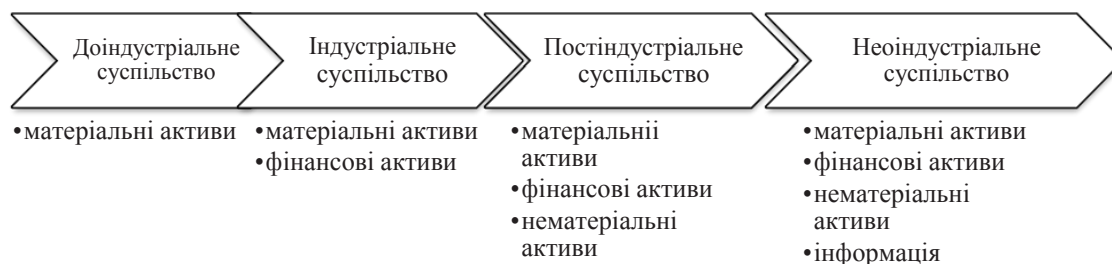 Доіндустріальне
суспільство
•матеріальні активи
Індустріальне
суспільство
•матеріальні активи
•фінансові активи
Постіндустріальне
суспільство
•матеріальніі
активи
•фінансові активи
•нематеріальні
активи
Неоіндустріальне
суспільство
•матеріальні активи
•фінансові активи
•нематеріальні
активи
•інформація